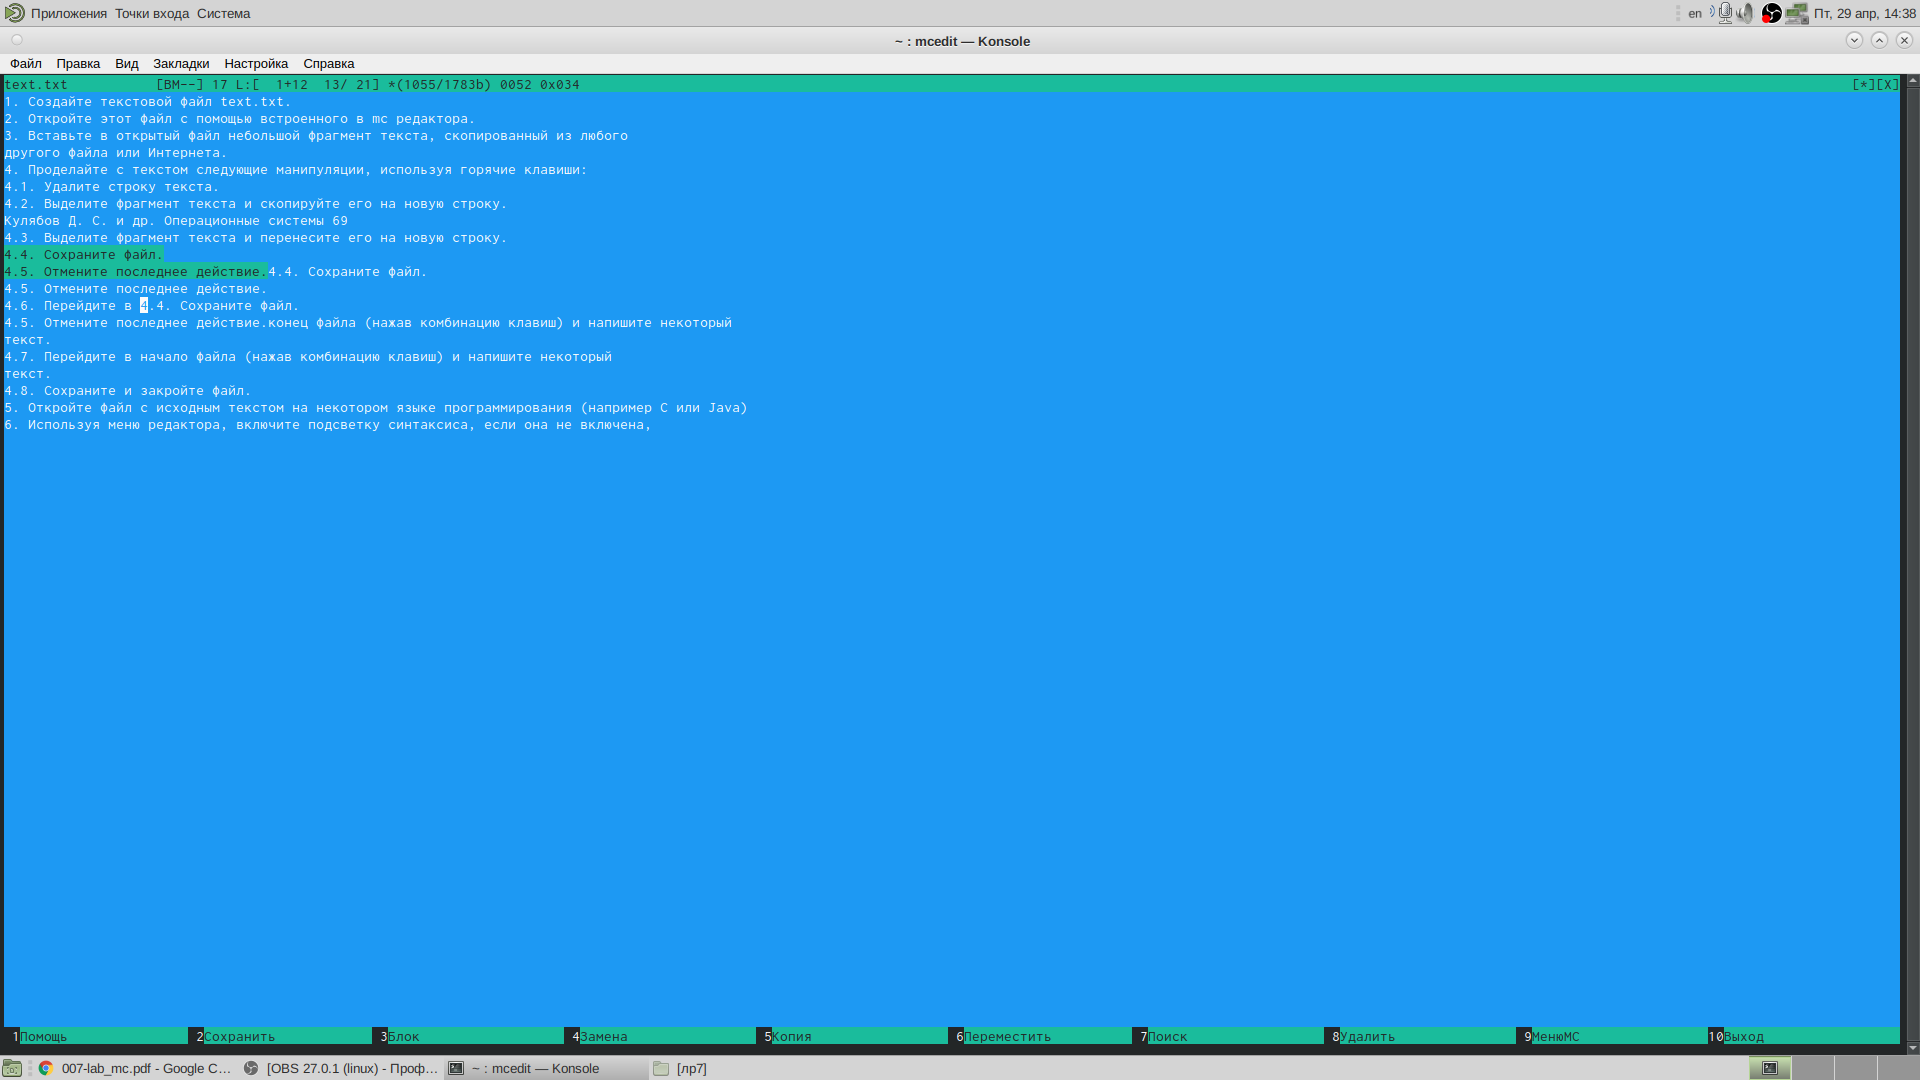 Приложения Точки входа Система en Пт, 29 апр, 14:38
~ : mcedit — Konsole
Файл Правка Вид Закладки Настройка Справка
text.txt [BM--] 17 L:[ 1+12 13/ 21] *(1055/1783b) 0052 0x034 [*][X]
1. Создайте текстовой файл text.txt.
2. Откройте этот файл с помощью встроенного в mc редактора.
3. Вставьте в открытый файл небольшой фрагмент текста, скопированный из любого
другого файла или Интернета.
4. Проделайте с текстом следующие манипуляции, используя горячие клавиши:
4.1. Удалите строку текста.
4.2. Выделите фрагмент текста и скопируйте его на новую строку.
Кулябов Д. С. и др. Операционные системы 69
4.3. Выделите фрагмент текста и перенесите его на новую строку.
4.4. Сохраните файл.
4.5. Отмените последнее действие.4.4. Сохраните файл.
4.5. Отмените последнее действие.
4.6. Перейдите в 4.4. Сохраните файл.
4.5. Отмените последнее действие.конец файла (нажав комбинацию клавиш) и напишите некоторый
текст.
4.7. Перейдите в начало файла (нажав комбинацию клавиш) и напишите некоторый
текст.
4.8. Сохраните и закройте файл.
5. Откройте файл с исходным текстом на некотором языке программирования (например C или Java)
6. Используя меню редактора, включите подсветку синтаксиса, если она не включена,
1Помощь 2Сохранить 3Блок 4Замена 5Копия 6Переместить 7Поиск 8Удалить 9МенюMC 10Выход
007-lab_mc.pdf - Google C... [OBS 27.0.1 (linux) - Проф... ~ : mcedit — Konsole [лр7]